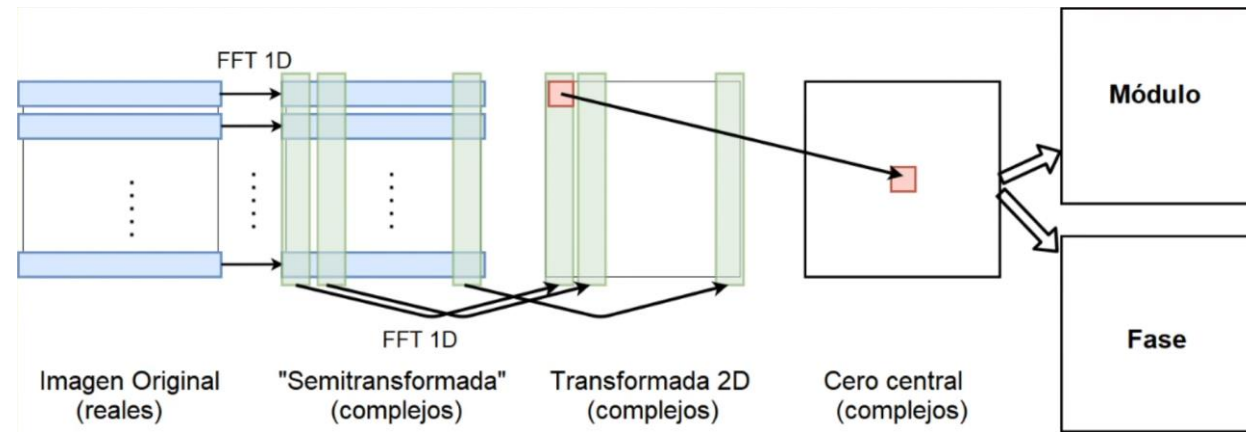 FFT 1D
FFT 1D
Imagen Original
(reales)
"Semitransformada"
(complejos)
Transformada 2D
(complejos)
Cero central
(complejos)
Módulo
Fase